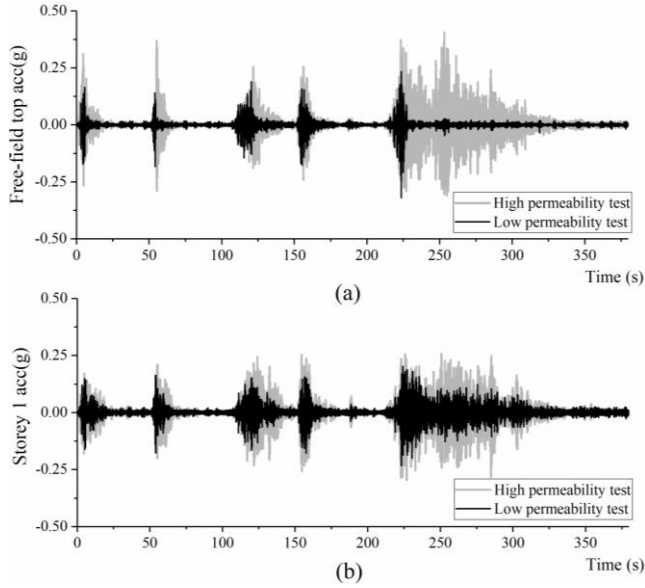 Free-field top acc(g)
0.50
0.25
0.00
-0.25
-0.50
High permeability test
Low permeability test
0 50 100 150 200 250 300 350
Time (s)
(a)
Storey 1 acc(g)
0.50
0.25
0.00
-0.25
-0.50
High permeability test
Low permeability test
0 50 100 150 200 250 300 350
Time (s)
(b)